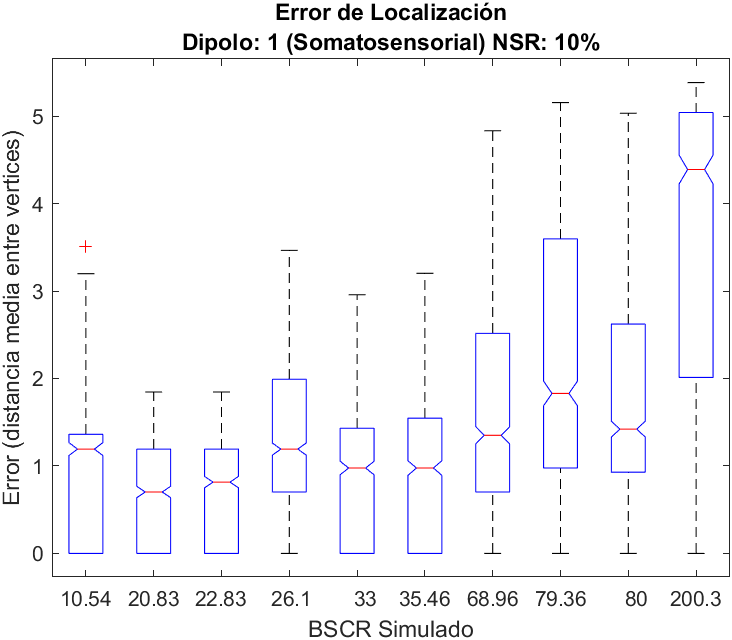 Error de Localización
Dipolo: 1 (Somatosensorial) NSR: 10%
Error (distancia media entre vertices)
5
4
3
2
1
0
10.54 20.83 22.83 26.1 33 35.46 68.96 79.36 80 200.3
BSCR Simulado